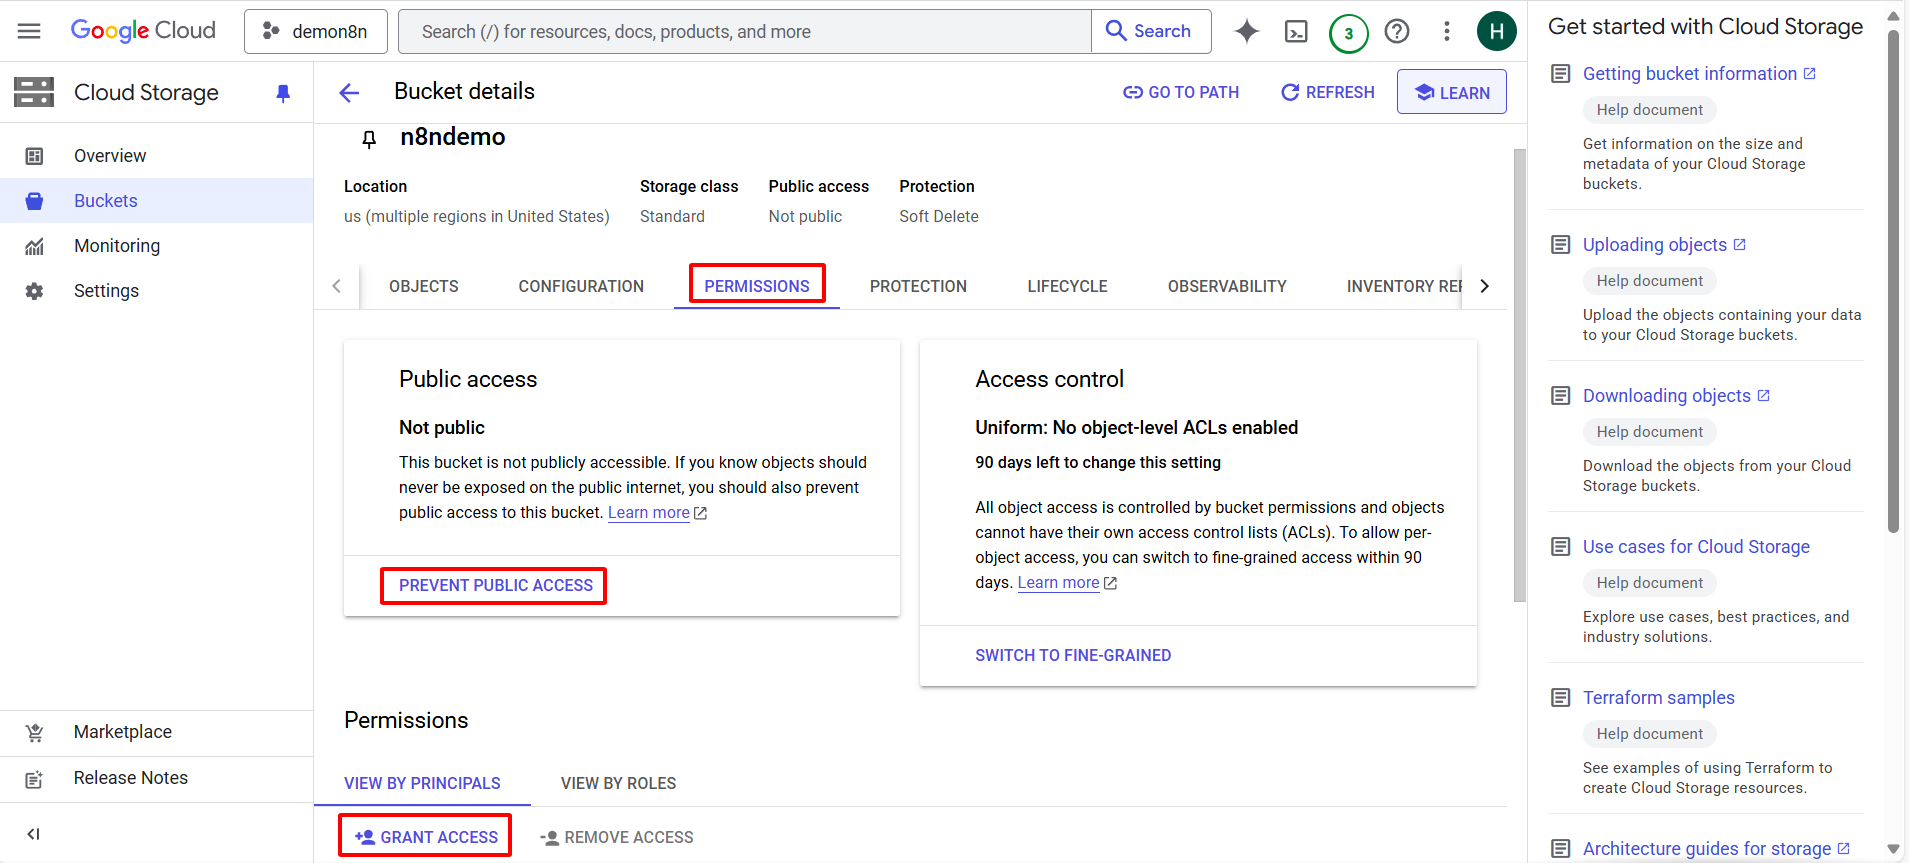 Google Cloud
demon8n
Search (/) for resources, docs, products, and more
Search
3
H
Cloud Storage
Overview
Buckets
Monitoring
Settings
Marketplace
Release Notes
Bucket details
GO TO PATH
REFRESH
LEARN
n8ndemo
Location
Storage class
Public access
Protection
us (multiple regions in United States)
Standard
Not public
Soft Delete
OBJECTS
CONFIGURATION
PERMISSIONS
PROTECTION
LIFECYCLE
OBSERVABILITY
INVENTORY REP
Public access
Not public
This bucket is not publicly accessible. If you know objects should
never be exposed on the public internet, you should also prevent
public access to this bucket. Learn more
PREVENT PUBLIC ACCESS
Access control
Uniform: No object-level ACLs enabled
90 days left to change this setting
All object access is controlled by bucket permissions and objects
cannot have their own access control lists (ACLs). To allow per-
object access, you can switch to fine-grained access within 90
days. Learn more
SWITCH TO FINE-GRAINED
Permissions
VIEW BY PRINCIPALS
VIEW BY ROLES
GRANT ACCESS
REMOVE ACCESS
Get started with Cloud Storage
Getting bucket information
Help document
Get information on the size and
metadata of your Cloud Storage
buckets.
Uploading objects
Help document
Upload the objects containing your data
to your Cloud Storage buckets.
Downloading objects
Help document
Download the objects from your Cloud
Storage buckets.
Use cases for Cloud Storage
Help document
Explore use cases, best practices, and
industry solutions.
Terraform samples
Help document
See examples of using Terraform to
create Cloud Storage resources.
Architecture guides for storage